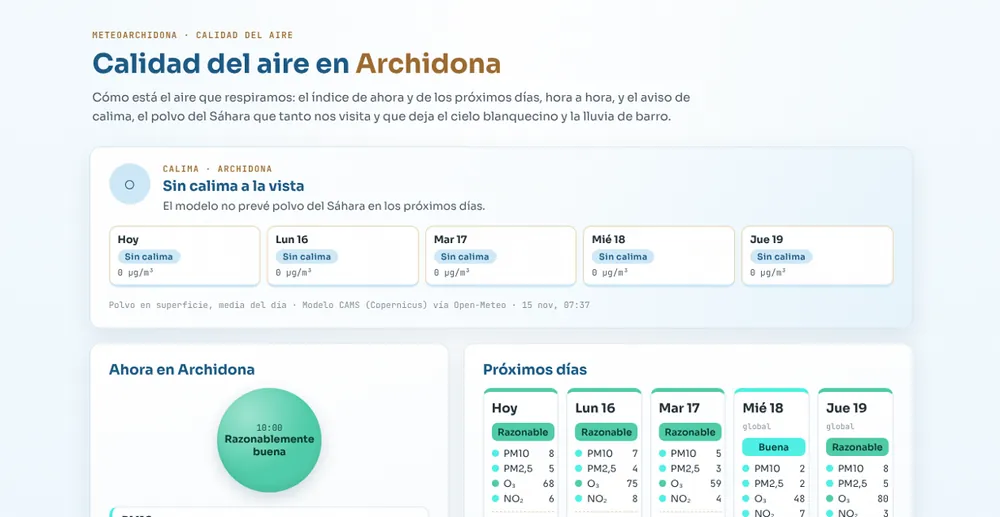 METEOARCHIDONA · CALIDAD DEL AIRE
Calidad del aire en Archidona
Cómo está el aire que respiramos: el índice de ahora y de los próximos días, hora a hora, y el aviso de
calima, el polvo del Sáhara que tanto nos visita y que deja el cielo blanquecino y la lluvia de barro.
CALIMA · ARCHIDONA
Sin calima a la vista
El modelo no prevé polvo del Sáhara en los próximos días.
Hoy
Sin calima
0 µg/m³
Lun 16
Sin calima
0 µg/m³
Mar 17
Sin calima
0 µg/m³
Mié 18
Sin calima
0 µg/m³
Jue 19
Sin calima
0 µg/m³
Polvo en superficie, media del día · Modelo CAMS (Copernicus) vía Open-Meteo · 15 nov, 07:37
Ahora en Archidona
10:00
Razonablemente
buena
Próximos días
Hoy
Razonable
PM10 8
PM2,5 5
O₃ 68
NO₂ 6
Lun 16
Razonable
PM10 7
PM2,5 4
O₃ 75
NO₂ 8
Mar 17
Razonable
PM10 5
PM2,5 3
O₃ 59
NO₂ 4
Mié 18
global
Buena
PM10 2
PM2,5 2
O₃ 48
NO₂ 7
Jue 19
global
Razonable
PM10 8
PM2,5 5
O₃ 80
NO₂ 3